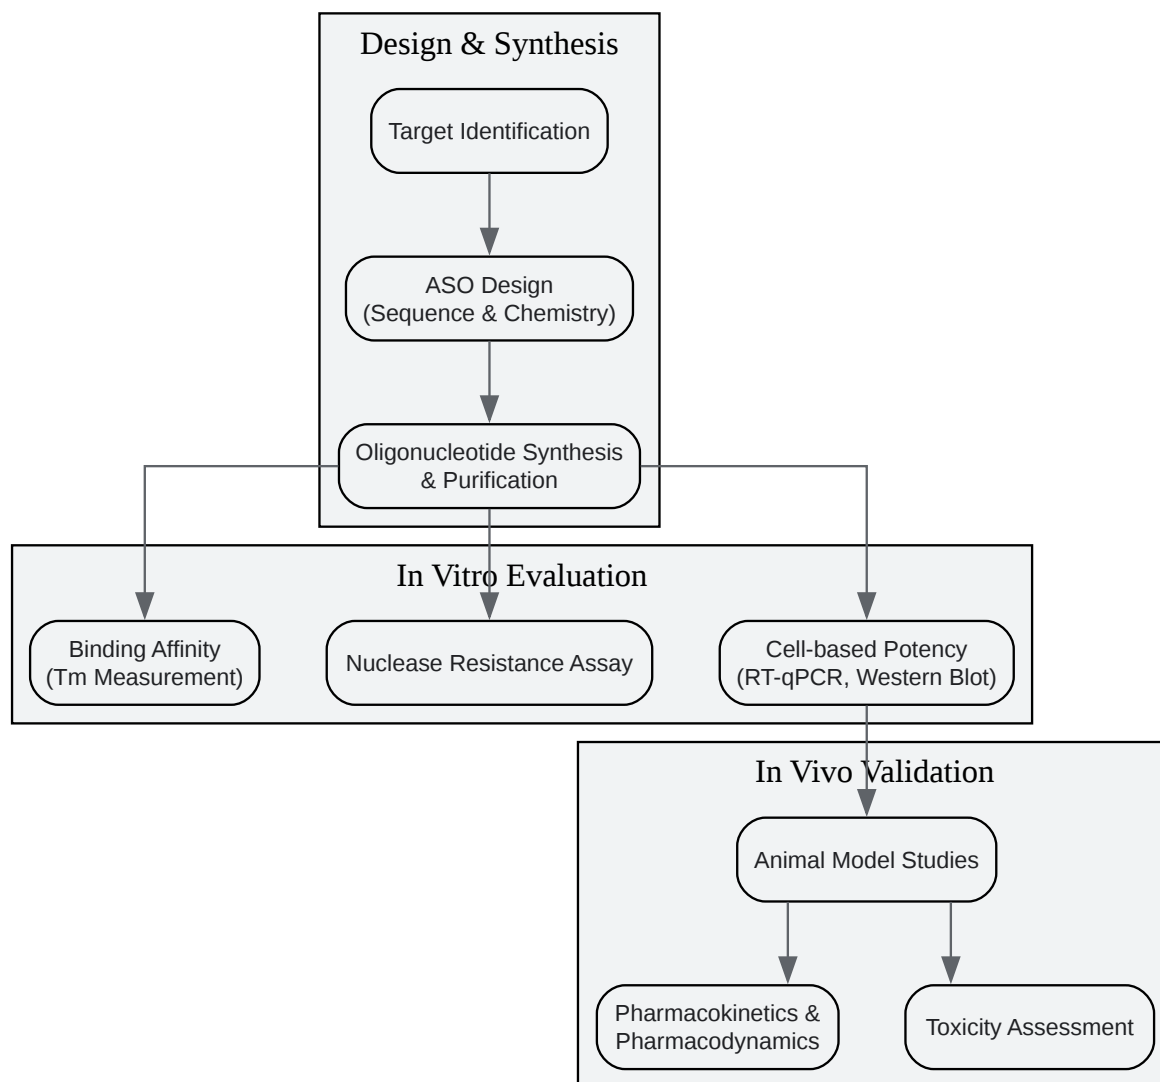 Design & Synthesis
Target Identification
ASO Design
(Sequence & Chemistry)
Oligonucleotide Synthesis
& Purification
In Vitro Evaluation
Binding Affinity
(Tm Measurement)
Nuclease Resistance Assay
Cell-based Potency
(RT-qPCR, Western Blot)
In Vivo Validation
Animal Model Studies
Pharmacokinetics &
Pharmacodynamics
Toxicity Assessment